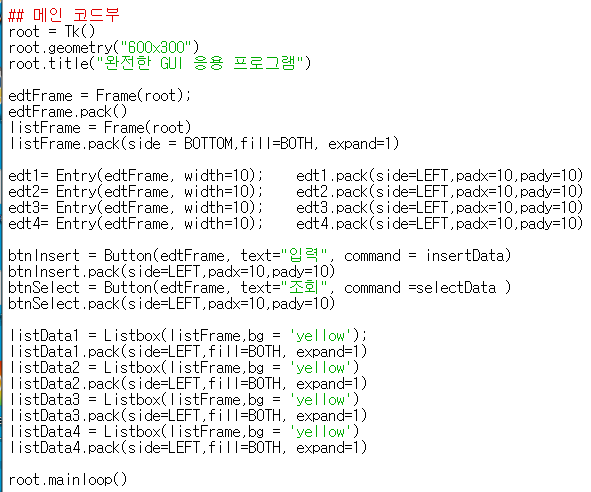 ## 메인 코드부
root = Tk()
root.geometry("600x300")
root.title("완전한 GUI 응용 프로그램")
edtFrame = Frame(root);
edtFrame.pack()
listFrame = Frame(root)
listFrame.pack(side = BOTTOM,fill=BOTH, expand=1)
edt1= Entry(edtFrame, width=10);    edt1.pack(side=LEFT,padx=10,pady=10)
edt2= Entry(edtFrame, width=10);    edt2.pack(side=LEFT,padx=10,pady=10)
edt3= Entry(edtFrame, width=10);    edt3.pack(side=LEFT,padx=10,pady=10)
edt4= Entry(edtFrame, width=10);    edt4.pack(side=LEFT,padx=10,pady=10)
btnInsert = Button(edtFrame, text="입력", command = insertData)
btnInsert.pack(side=LEFT,padx=10,pady=10)
btnSelect = Button(edtFrame, text="조회", command =selectData )
btnSelect.pack(side=LEFT,padx=10,pady=10)
listData1 = Listbox(listFrame,bg = 'yellow');
listData1.pack(side=LEFT,fill=BOTH, expand=1)
listData2 = Listbox(listFrame,bg = 'yellow')
listData2.pack(side=LEFT,fill=BOTH, expand=1)
listData3 = Listbox(listFrame,bg = 'yellow')
listData3.pack(side=LEFT,fill=BOTH, expand=1)
listData4 = Listbox(listFrame,bg = 'yellow')
listData4.pack(side=LEFT,fill=BOTH, expand=1)
root.mainloop()